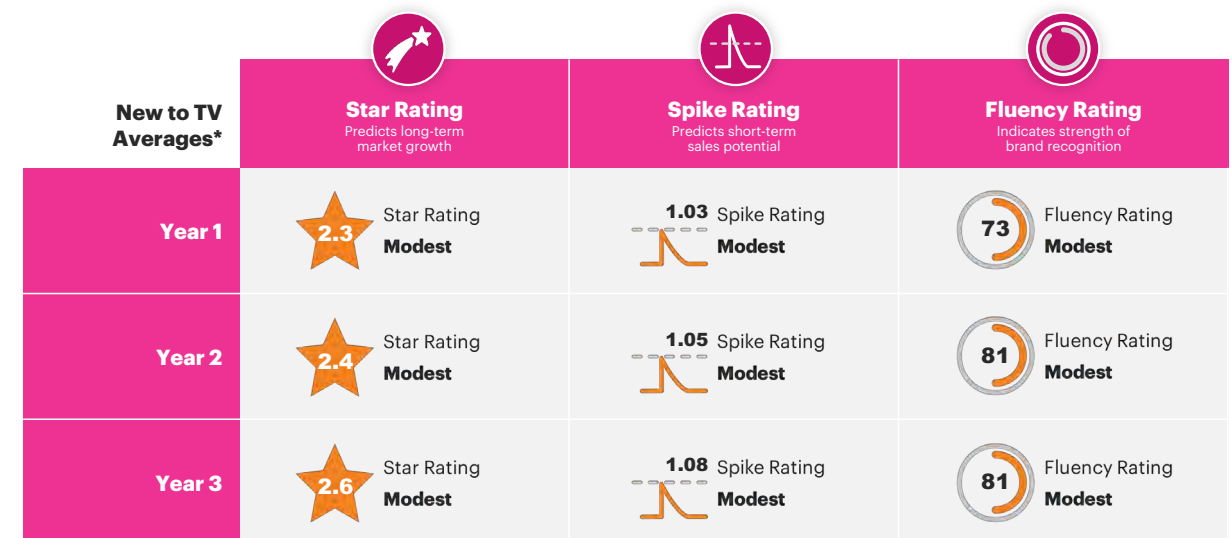 New to TV
Averages*
Star Rating
Predicts long-term
market growth
Spike Rating
Predicts short-term
sales potential
Fluency Rating
Indicates strength of
brand recognition
Year 1
2.3
Star Rating
Modest
1.03 Spike Rating
Modest
73
Fluency Rating
Modest
Year 2
2.4
Star Rating
Modest
1.05 Spike Rating
Modest
81
Fluency Rating
Modest
Year 3
2.6
Star Rating
Modest
1.08 Spike Rating
Modest
81
Fluency Rating
Modest